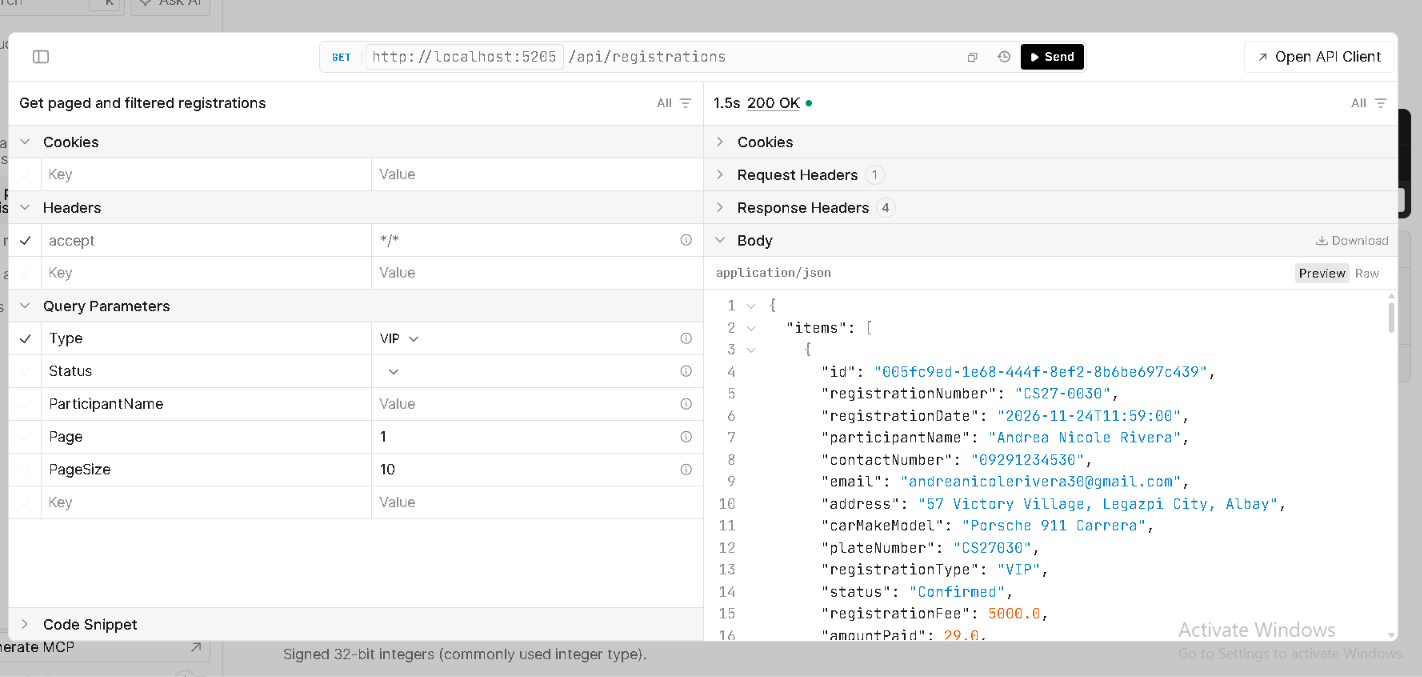 Ask AI
GET http://localhost:5205 /api/registrations
Send
Open API Client
Get paged and filtered registrations
All
1.5s 200 OK
All
Cookies
Key Value
Headers
accept */*
Key Value
Query Parameters
Type VIP
Status
ParticipantName Value
Page 1
PageSize 10
Key Value
Code Snippet
Cookies
Request Headers 1
Response Headers 4
Body
Download
application/json
Preview Raw
1 {
2 "items": [
3 {
4 "id": "005fc9ed-1e68-444f-8ef2-8b6be697c439",
5 "registrationNumber": "CS27-0030",
6 "registrationDate": "2026-11-24T11:59:00",
7 "participantName": "Andrea Nicole Rivera",
8 "contactNumber": "09291234530",
9 "email": "andreanicolerivera30@gmail.com",
10 "address": "57 Victory Village, Legazpi City, Albay",
11 "carMakeModel": "Porsche 911 Carrera",
12 "plateNumber": "CS27030",
13 "registrationType": "VIP",
14 "status": "Confirmed",
15 "registrationFee": 5000.0,
16 "amountPaid": 29.0,
Activate Windows
Go to Settings to activate Windows.
erate MCP
Signed 32-bit integers (commonly used integer type).